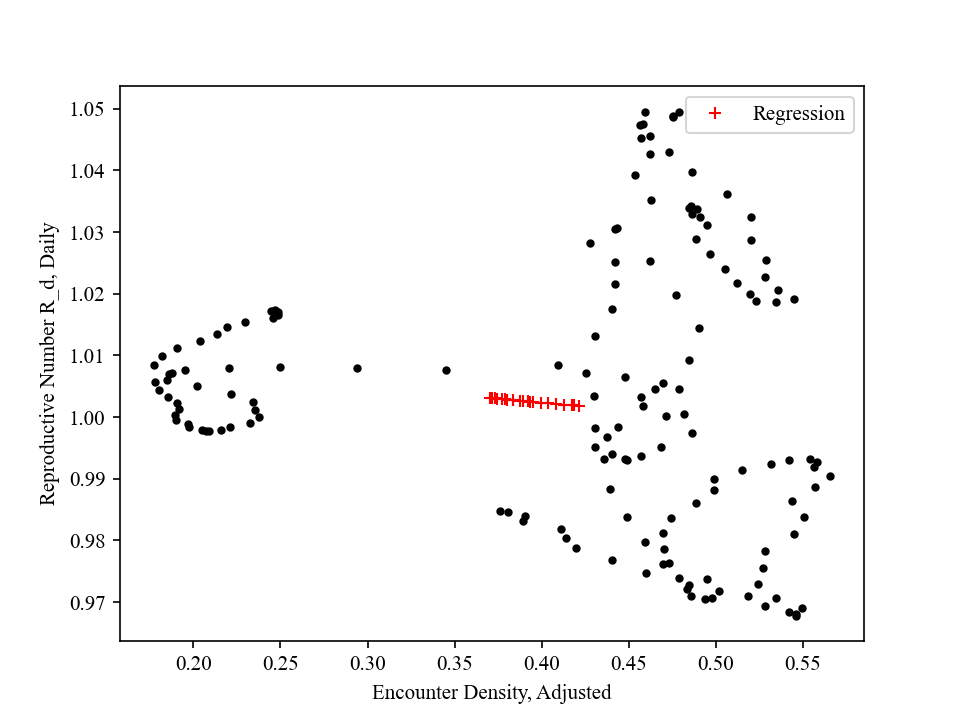 Regression
1.05
1.04
1.03
1.02
1.01
1.00
0.99
0.98
0.97
Reproductive Number R_d, Daily
0.20 0.25 0.30 0.35 0.40 0.45 0.50 0.55
Encounter Density, Adjusted